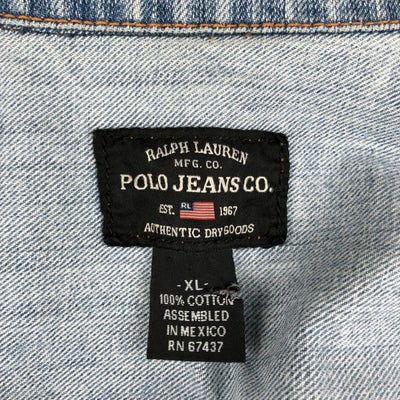 RALPH LAUREN
MFG. CO.
POLO JEANS CO.
EST. RL 1967
AUTHENTIC DRYGOODS
- XL -
100% COTTON
ASSEMBLED
IN MEXICO
RN 67437